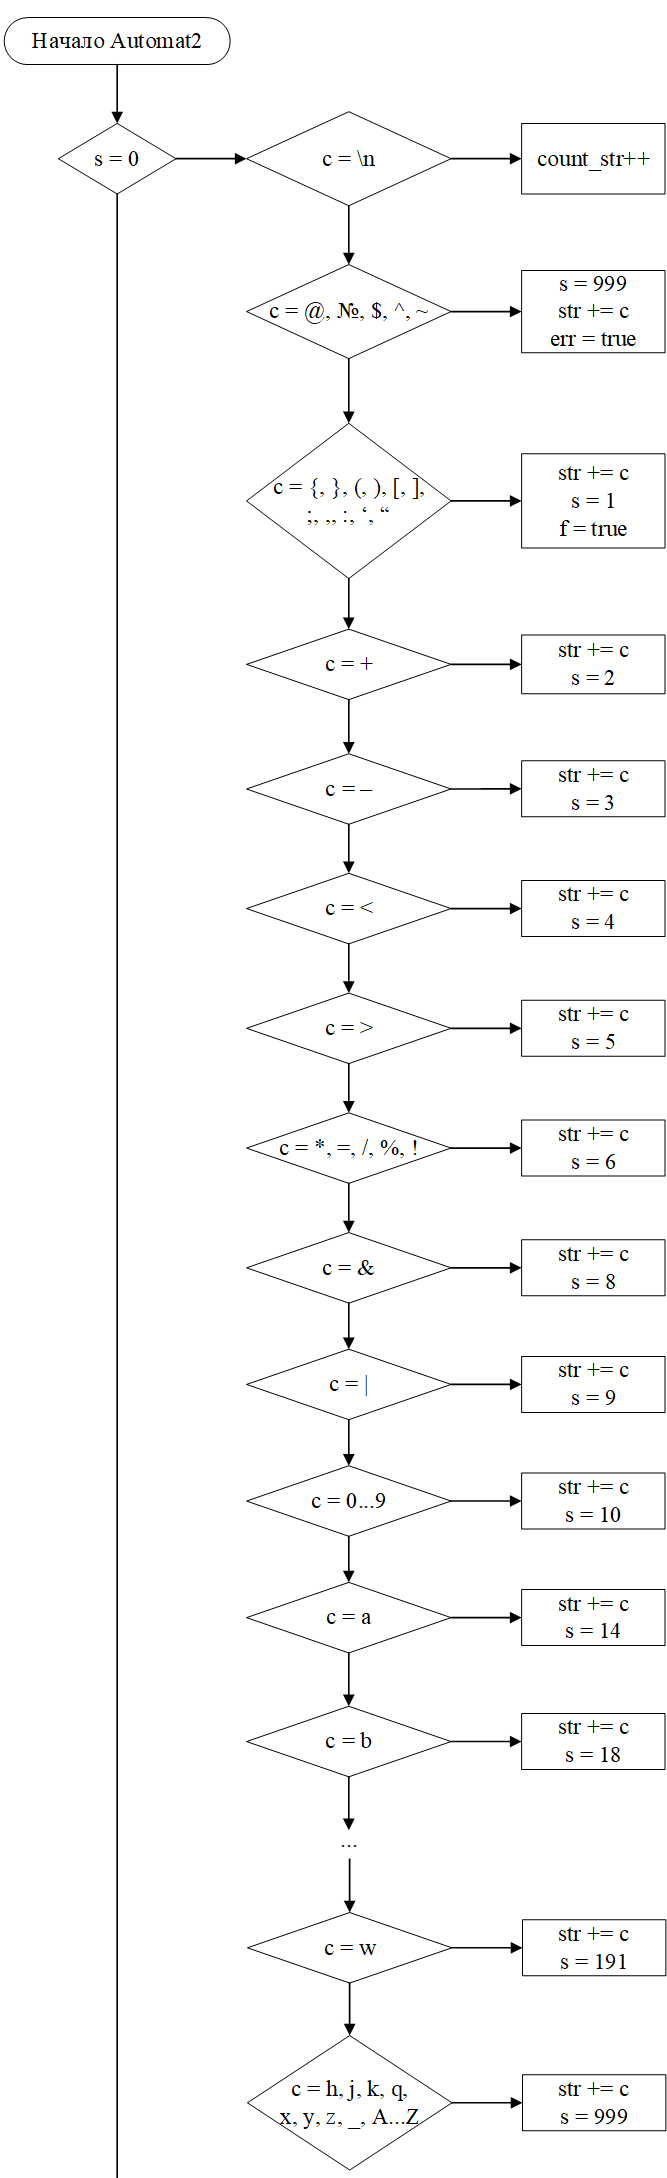 Начало Automat2
s = 0
c = \n
count_str++
c = @, №, $, ^, ~
s = 999
str += c
err = true
c = {, }, (, ), [, ],
;, ,, :, ‘, “
str += c
s = 1
f = true
c = +
str += c
s = 2
c = –
str += c
s = 3
c = <
str += c
s = 4
c = >
str += c
s = 5
c = *, =, /, %, !
str += c
s = 6
c = &
str += c
s = 8
c = |
str += c
s = 9
c = 0...9
str += c
s = 10
c = a
str += c
s = 14
c = b
str += c
s = 18
...
c = w
str += c
s = 191
c = h, j, k, q,
x, y, z, _, A...Z
str += c
s = 999